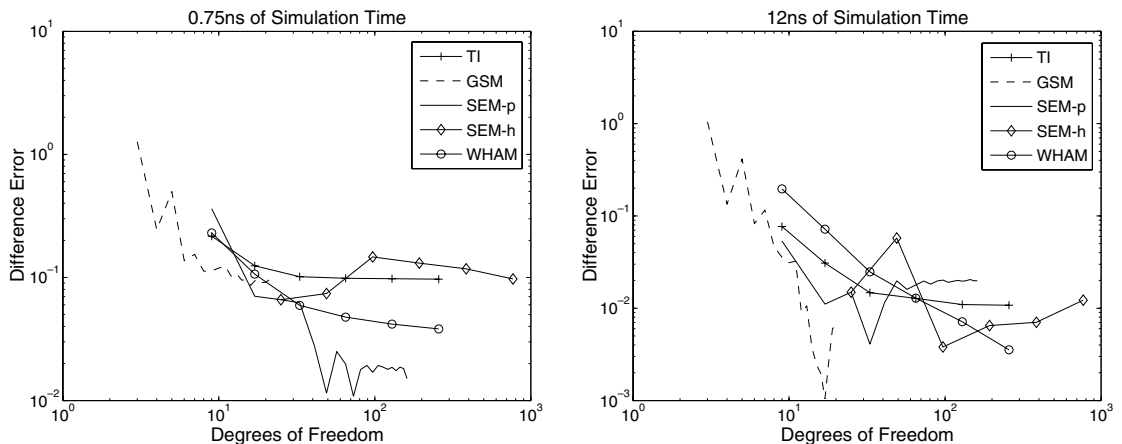 0.75ns of Simulation Time
10^1
10^0
10^-1
10^-2
Difference Error
TI
GSM
SEM-p
SEM-h
WHAM
10^0
10^1
10^2
10^3
Degrees of Freedom
12ns of Simulation Time
10^1
10^0
10^-1
10^-2
10^-3
Difference Error
TI
GSM
SEM-p
SEM-h
WHAM
10^0
10^1
10^2
10^3
Degrees of Freedom